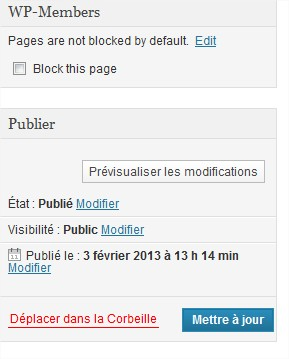 WP-Members
Pages are not blocked by default. Edit
Block this page
Publier
Prévisualiser les modifications
État : Publié Modifier
Visibilité : Public Modifier
Publié le : 3 février 2013 à 13 h 14 min
Modifier
Déplacer dans la Corbeille
Mettre à jour